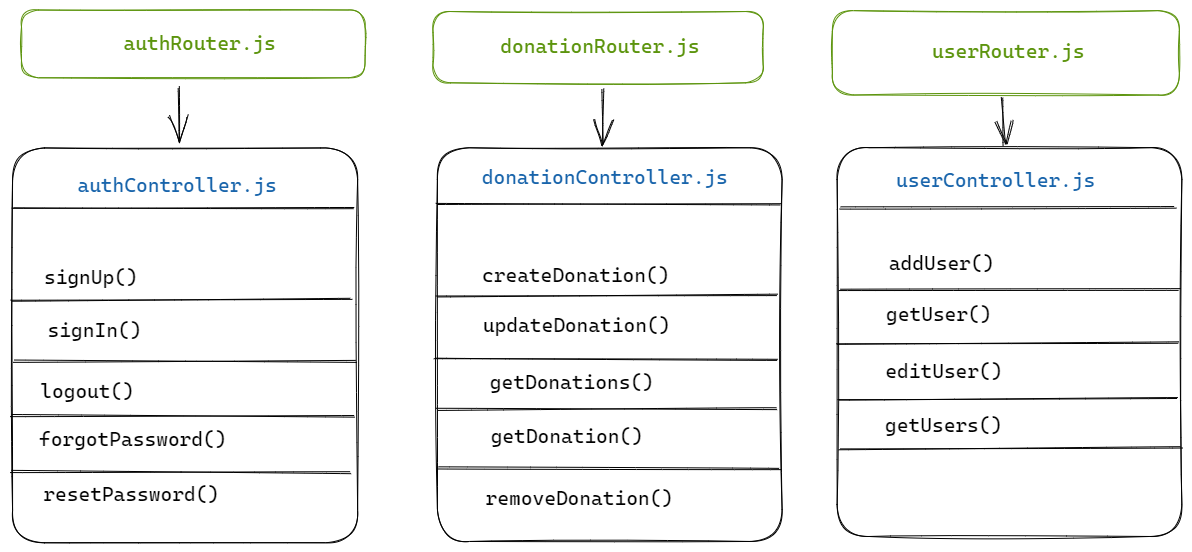 authRouter.js
authController.js
signUp()
signIn()
logout()
forgotPassword()
resetPassword()
donationRouter.js
donationController.js
createDonation()
updateDonation()
getDonations()
getDonation()
removeDonation()
userRouter.js
userController.js
addUser()
getUser()
editUser()
getUsers()